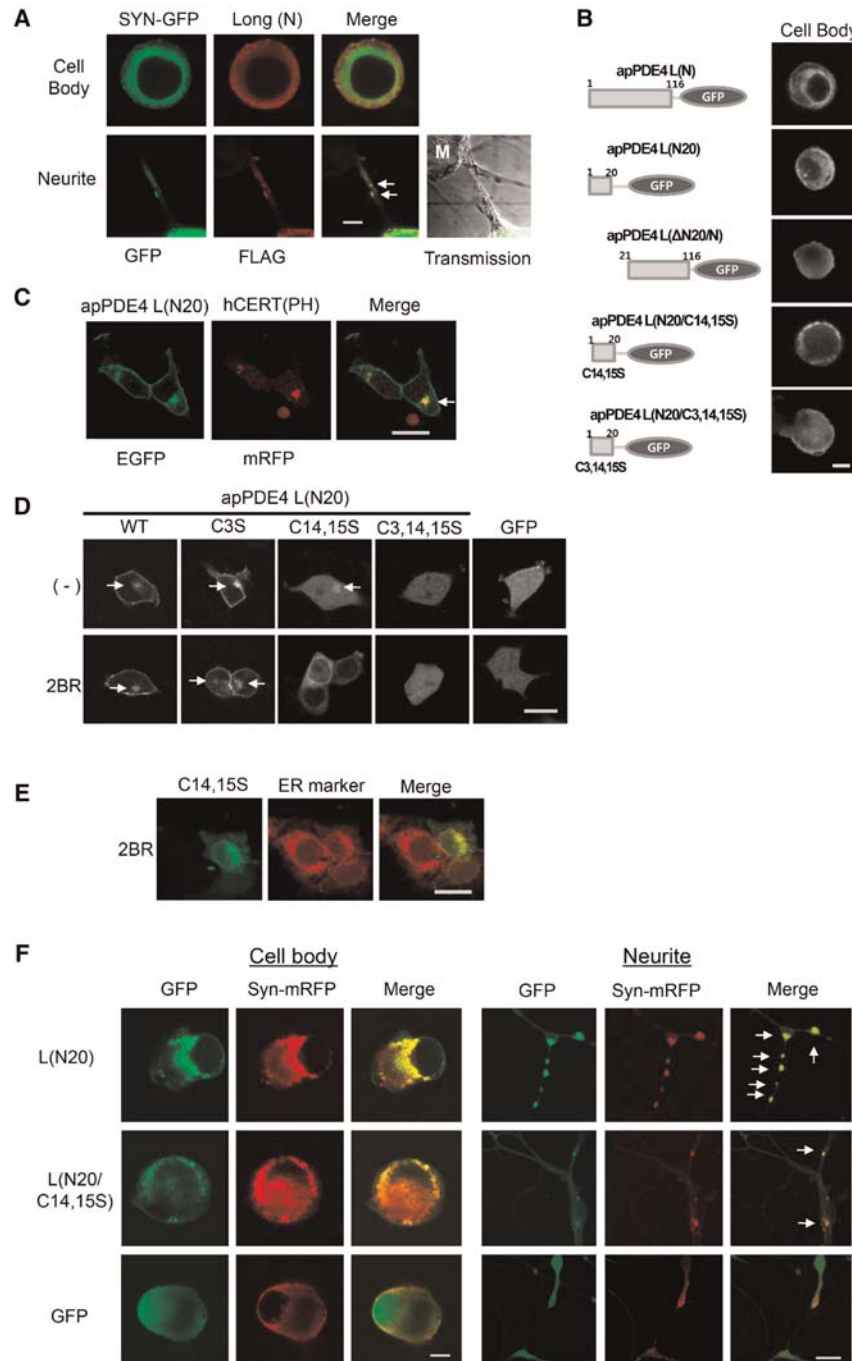 A
SYN-GFP Long (N) Merge
Cell
Body
Neurite
M
GFP FLAG Transmission
B
Cell Body
apPDE4 L(N)
1 116
GFP
apPDE4 L(N20)
1 20
GFP
apPDE4 L(ΔN20/N)
21 116
GFP
apPDE4 L(N20/C14,15S)
1 20
GFP
C14,15S
apPDE4 L(N20/C3,14,15S)
1 20
GFP
C3,14,15S
C
apPDE4 L(N20) hCERT(PH) Merge
EGFP mRFP
D
apPDE4 L(N20)
WT C3S C14,15S C3,14,15S GFP
( - )
2BR
E
C14,15S ER marker Merge
2BR
F
Cell body Neurite
GFP Syn-mRFP Merge GFP Syn-mRFP Merge
L(N20)
L(N20/
C14,15S)
GFP